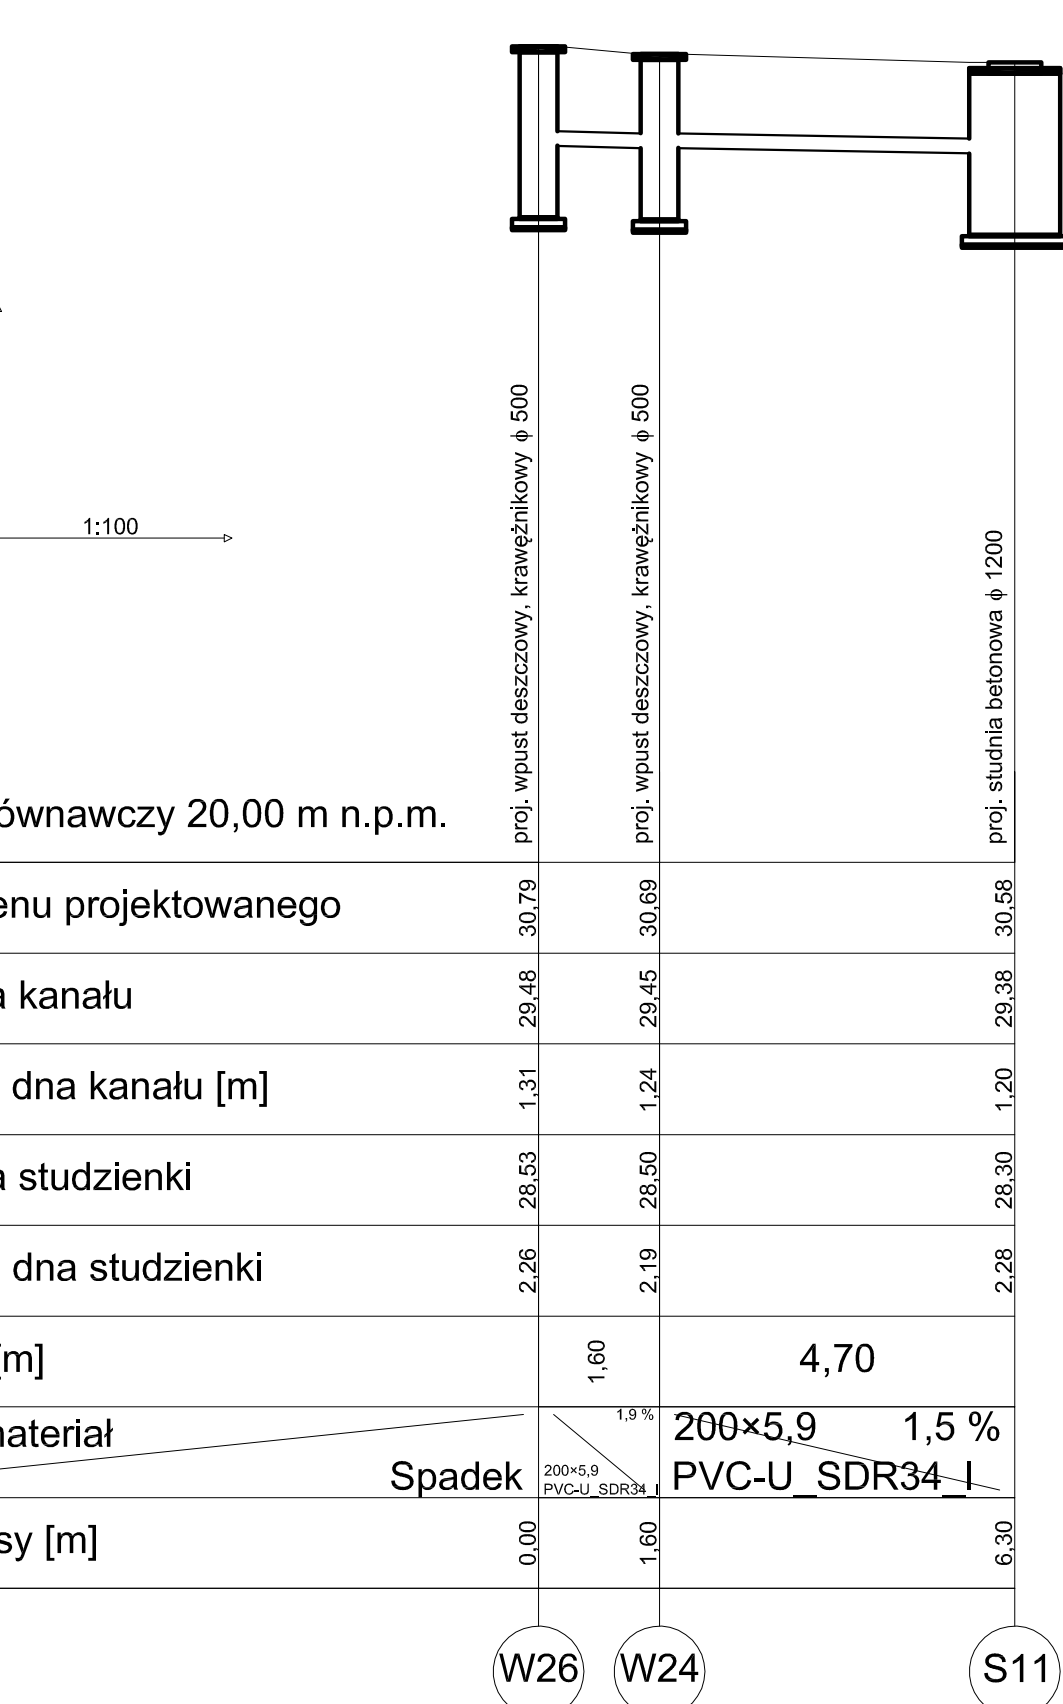 proj. wpust deszczowy, krawężnikowy ϕ 500
proj. wpust deszczowy, krawężnikowy ϕ 500
proj. studnia betonowa ϕ 1200
1:100
ównawczy 20,00 m n.p.m.
enu projektowanego 30,79 30,69 30,58
a kanału 29,48 29,45 29,38
dna kanału [m] 1,31 1,24 1,20
a studzienki 28,53 28,50 28,30
dna studzienki 2,26 2,19 2,28
[m] 1,60 4,70
nateriał 1,9 % 200×5,9 1,5 %
Spadek 200×5,9 PVC-U_SDR34_I PVC-U_SDR34_I
sy [m] 0,00 1,60 6,30
W26 W24 S11